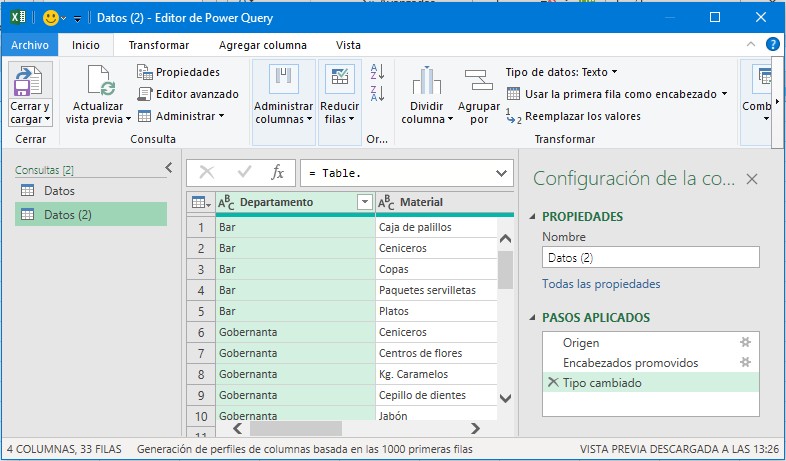 Datos (2) - Editor de Power Query
Archivo Inicio Transformar Agregar columna Vista
Cerrar y cargar
Cerrar
Actualizar vista previa
Propiedades
Editor avanzado
Administrar
Consulta
Administrar columnas
Reducir filas
Or...
Dividir columna
Agrupar por
Tipo de datos: Texto
Usar la primera fila como encabezado
Reemplazar los valores
Transformar
Comb
Consultas [2]
Datos
Datos (2)
fx = Table.
ABC Departamento ABC Material
1 Bar Caja de palillos
2 Bar Ceniceros
3 Bar Copas
4 Bar Paquetes servilletas
5 Bar Platos
6 Gobernanta Ceniceros
7 Gobernanta Centros de flores
8 Gobernanta Kg. Caramelos
9 Gobernanta Cepillo de dientes
10 Gobernanta Jabón
11
Configuración de la co...
PROPIEDADES
Nombre
Datos (2)
Todas las propiedades
PASOS APLICADOS
Origen
Encabezados promovidos
Tipo cambiado
4 COLUMNAS, 33 FILAS Generación de perfiles de columnas basada en las 1000 primeras filas VISTA PREVIA DESCARGADA A LAS 13:26